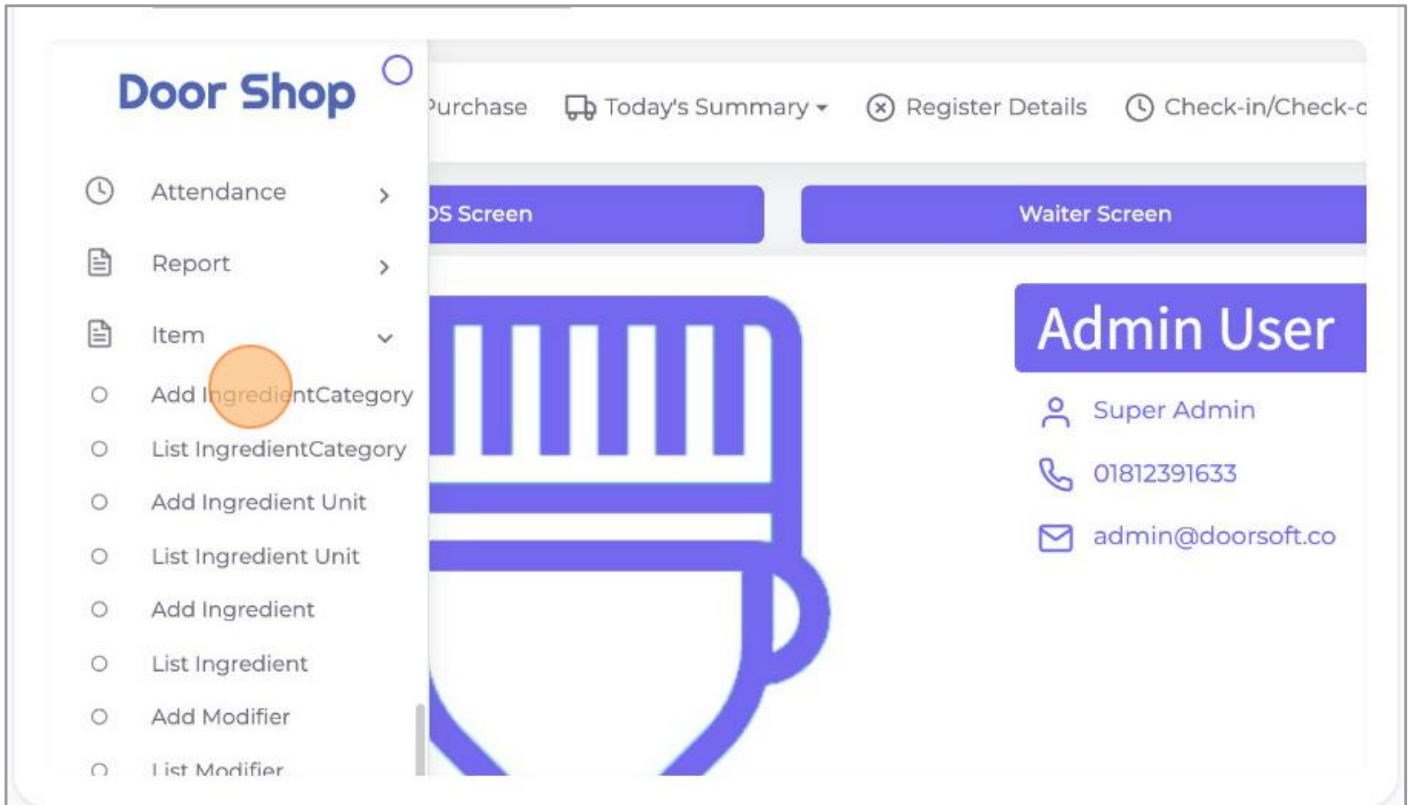 Door Shop
Purchase
Today's Summary
Register Details
Check-in/Check-
Attendance
Report
Item
Add IngredientCategory
List IngredientCategory
Add Ingredient Unit
List Ingredient Unit
Add Ingredient
List Ingredient
Add Modifier
List Modifier
OS Screen
Waiter Screen
Admin User
Super Admin
01812391633
admin@doorsoft.co